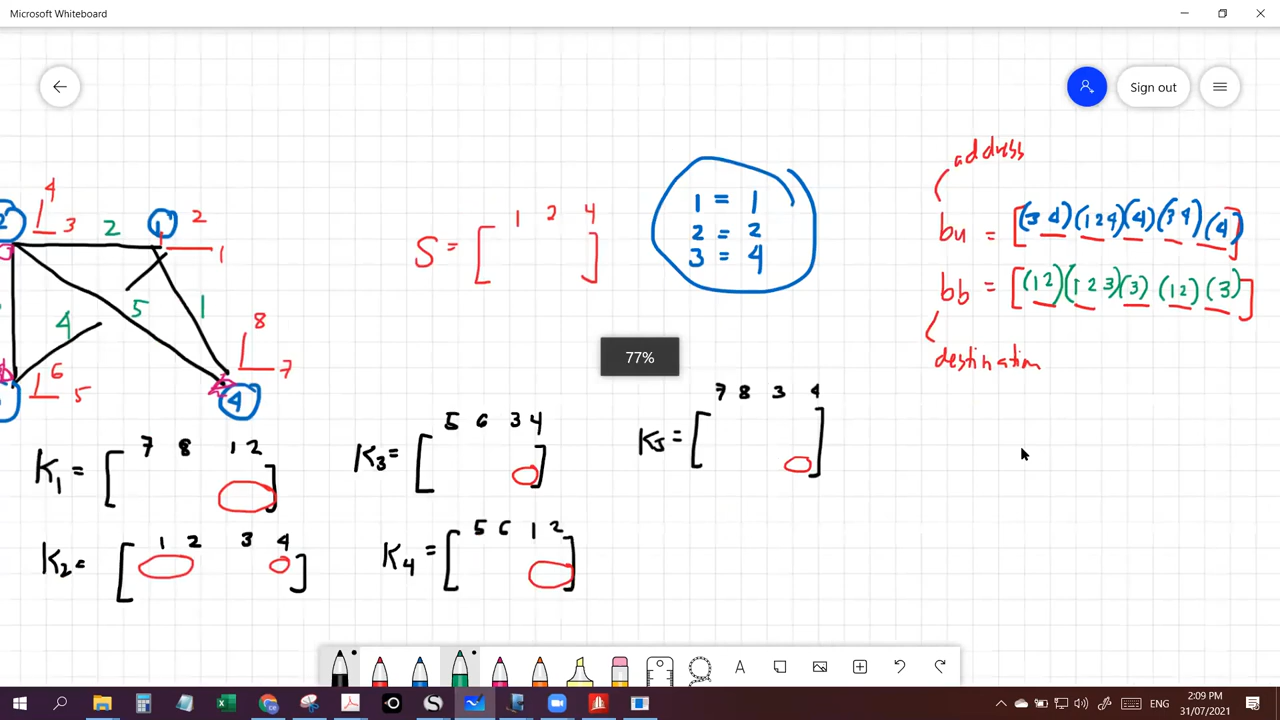 Microsoft Whiteboard
Sign out
address
bu = [(3 4)(1 2 4)(4)(3 4)(4)]
bb = [(1 2)(1 2 3)(3)(1 2)(3)]
destination
1 = 1
2 = 2
3 = 4
1 2 4
S = [ ]
4
3
2
2
1
2
1
5
4
1
8
7
6
5
4
77%
7 8 1 2
K1 = [ ]
1 2 3 4
K2 = [ ]
5 6 3 4
K3 = [ ]
5 6 1 2
K4 = [ ]
7 8 3 4
K5 = [ ]
A
ENG
2:09 PM
31/07/2021